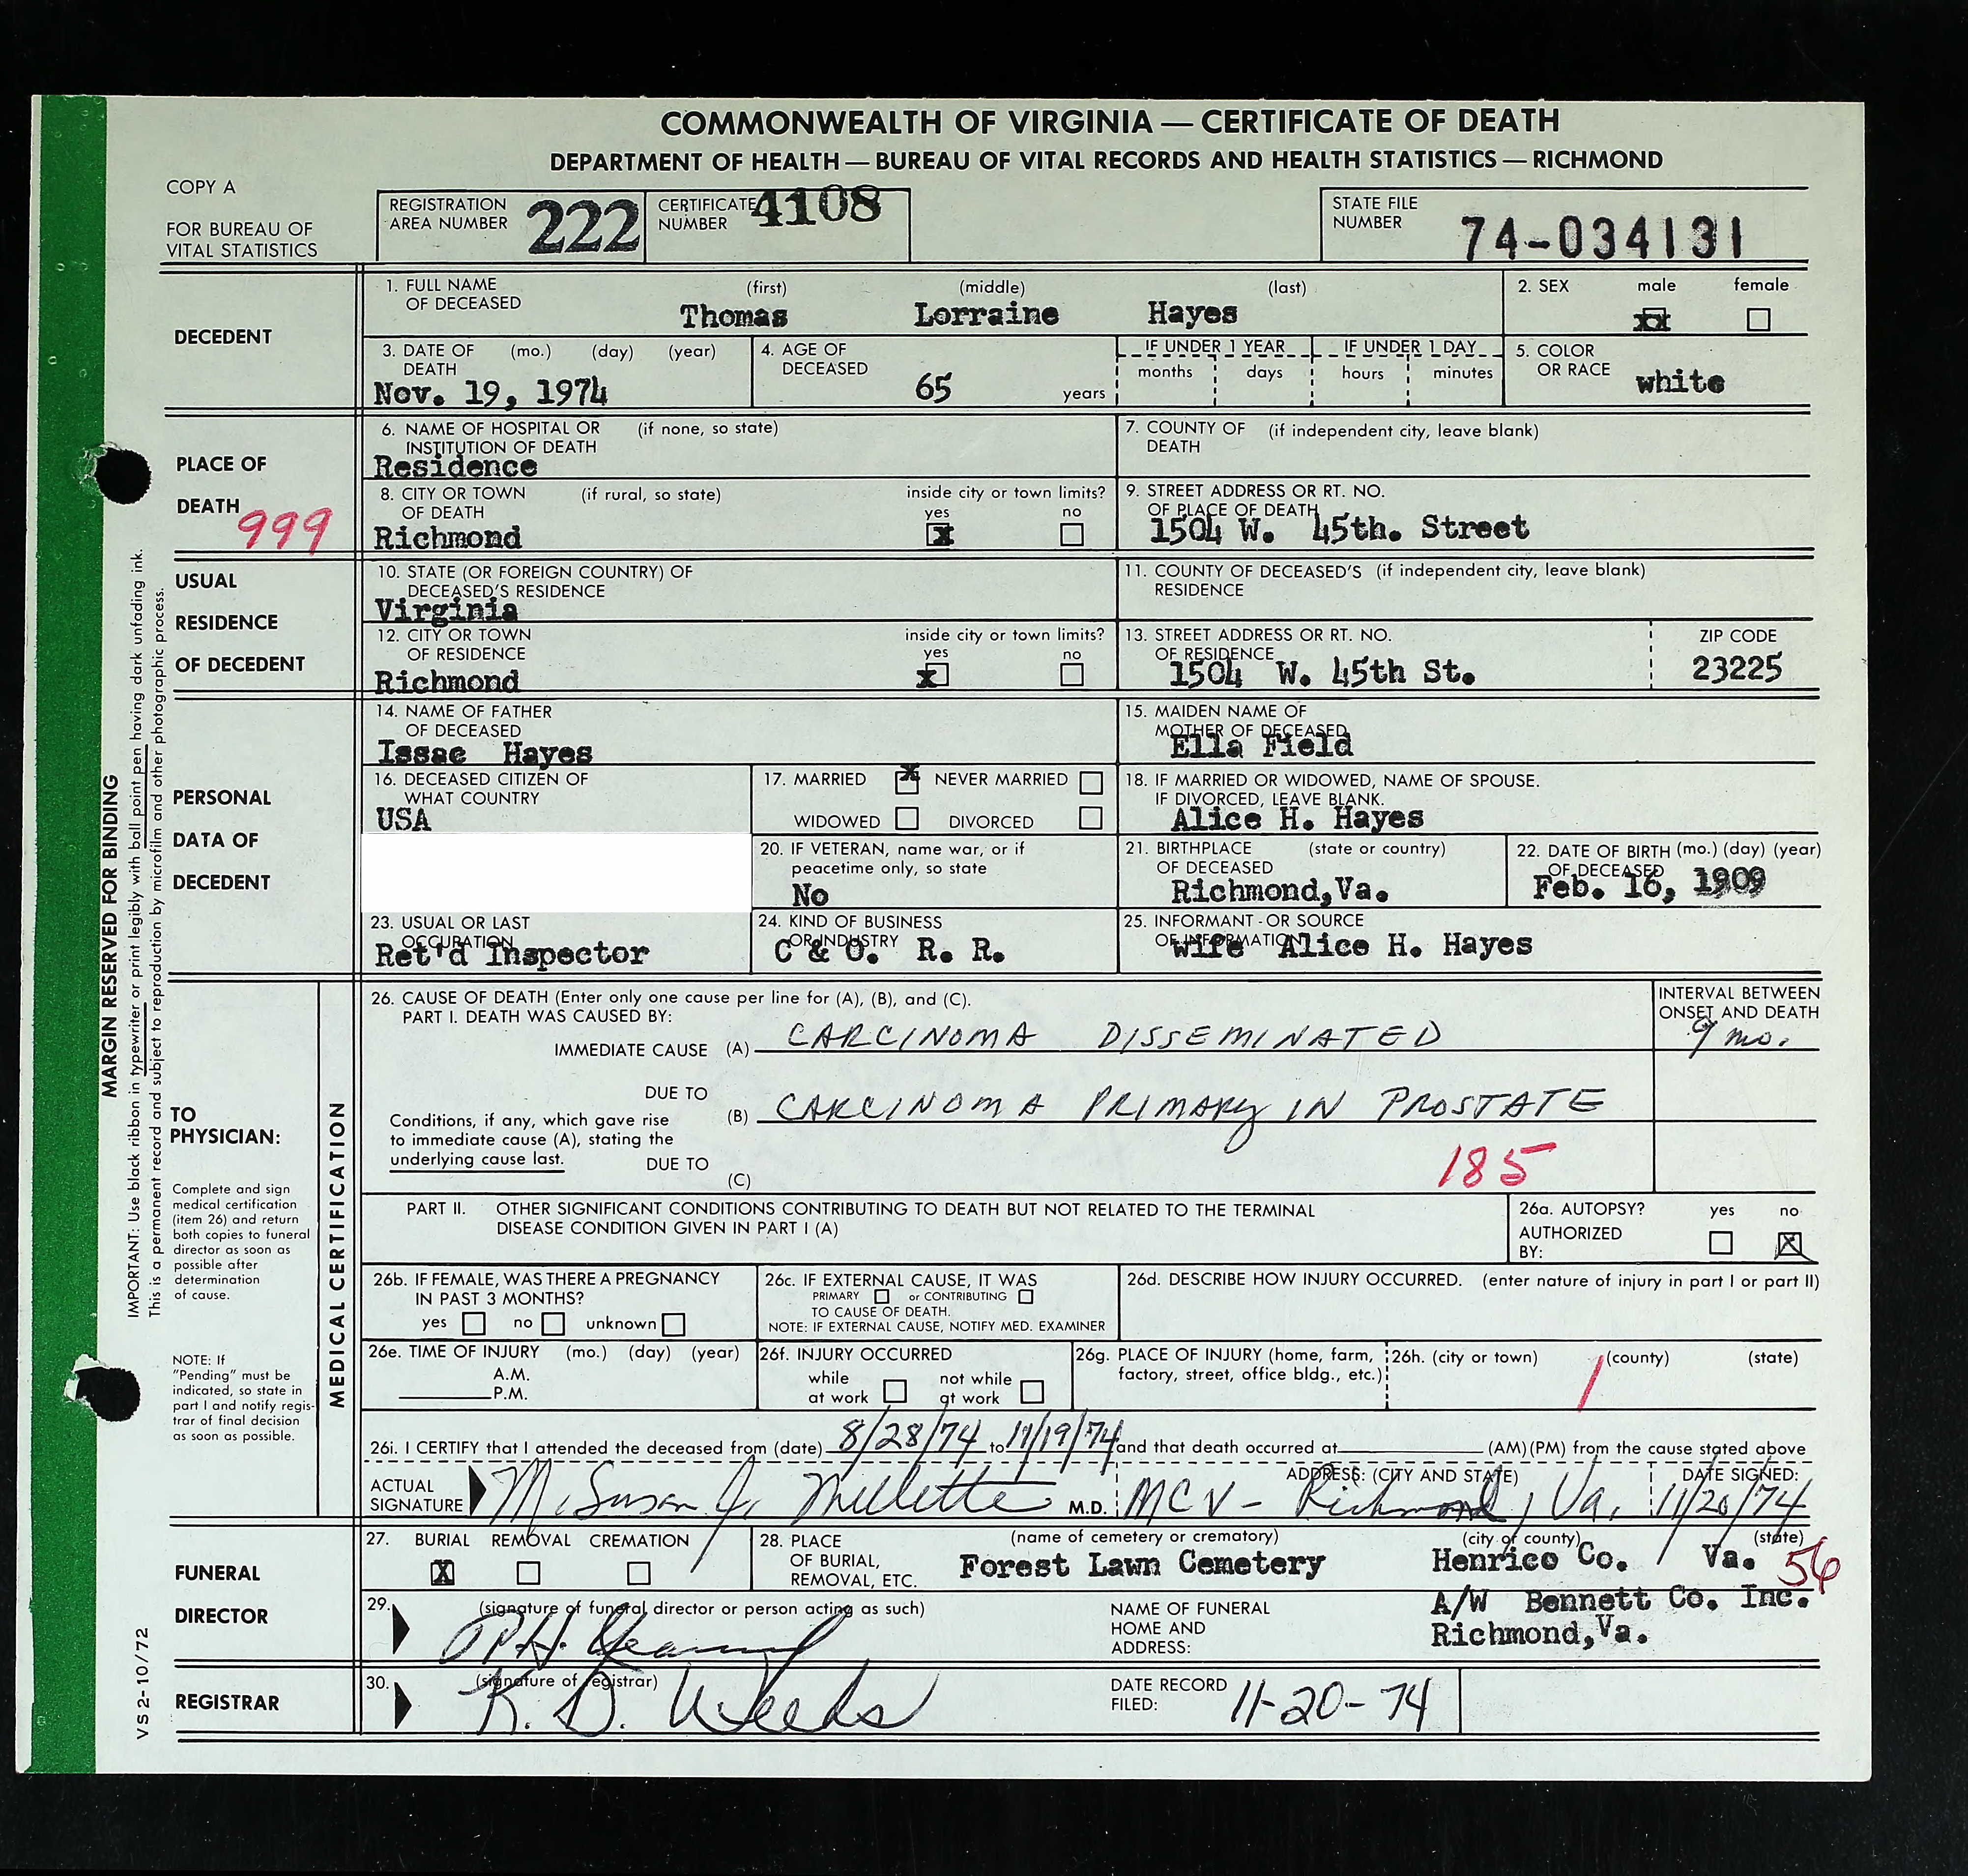 COMMONWEALTH OF VIRGINIA — CERTIFICATE OF DEATH
DEPARTMENT OF HEALTH — BUREAU OF VITAL RECORDS AND HEALTH STATISTICS — RICHMOND
COPY A
FOR BUREAU OF
VITAL STATISTICS
REGISTRATION
AREA NUMBER 222
CERTIFICATE
NUMBER 4108
STATE FILE
NUMBER 74-034131
DECEDENT
1. FULL NAME (first) (middle) (last)
OF DECEASED
Thomas Lorraine Hayes
2. SEX male female
xx
3. DATE OF (mo.) (day) (year)
DEATH
Nov. 19, 1974
4. AGE OF
DECEASED 65 years
IF UNDER 1 YEAR IF UNDER 1 DAY
months days hours minutes
5. COLOR
OR RACE white
PLACE OF
DEATH 999
6. NAME OF HOSPITAL OR (if none, so state)
INSTITUTION OF DEATH
Residence
7. COUNTY OF (if independent city, leave blank)
DEATH
8. CITY OR TOWN (if rural, so state) inside city or town limits?
OF DEATH yes no
Richmond x
9. STREET ADDRESS OR RT. NO.
OF PLACE OF DEATH
1504 W. 45th. Street
USUAL
RESIDENCE
OF DECEDENT
10. STATE (OR FOREIGN COUNTRY) OF
DECEASED'S RESIDENCE
Virginia
11. COUNTY OF DECEASED'S (if independent city, leave blank)
RESIDENCE
12. CITY OR TOWN inside city or town limits?
OF RESIDENCE yes no
Richmond x
13. STREET ADDRESS OR RT. NO.
OF RESIDENCE
1504 W. 45th St.
ZIP CODE
23225
PERSONAL
DATA OF
DECEDENT
14. NAME OF FATHER
OF DECEASED
Issac Hayes
15. MAIDEN NAME OF
MOTHER OF DECEASED
Ella Field
16. DECEASED CITIZEN OF
WHAT COUNTRY
USA
17. MARRIED x NEVER MARRIED
WIDOWED DIVORCED
18. IF MARRIED OR WIDOWED, NAME OF SPOUSE.
IF DIVORCED, LEAVE BLANK.
Alice H. Hayes
20. IF VETERAN, name war, or if
peacetime only, so state
No
21. BIRTHPLACE (state or country)
OF DECEASED
Richmond,Va.
22. DATE OF BIRTH (mo.) (day) (year)
OF DECEASED
Feb. 16, 1909
23. USUAL OR LAST
OCCUPATION
Ret'd Inspector
24. KIND OF BUSINESS
OR INDUSTRY
C & O. R. R.
25. INFORMANT - OR SOURCE
OF INFORMATION
wife Alice H. Hayes
MARGIN RESERVED FOR BINDING
IMPORTANT: Use black ribbon in typewriter or print legibly with ball point pen having dark unfading ink.
This is a permanent record and subject to reproduction by microfilm and other photographic process.
TO
PHYSICIAN:
Complete and sign
medical certification
(item 26) and return
both copies to funeral
director as soon as
possible after
determination
of cause.
NOTE: If
"Pending" must be
indicated, so state in
part I and notify regis-
trar of final decision
as soon as possible.
MEDICAL CERTIFICATION
26. CAUSE OF DEATH (Enter only one cause per line for (A), (B), and (C).
PART I. DEATH WAS CAUSED BY:
INTERVAL BETWEEN
ONSET AND DEATH
IMMEDIATE CAUSE (A) CARCINOMA DISSEMINATED 9 mo.
DUE TO
(B) CARCINOMA PRIMARY IN PROSTATE
Conditions, if any, which gave rise
to immediate cause (A), stating the
underlying cause last. DUE TO
(C)
185
PART II. OTHER SIGNIFICANT CONDITIONS CONTRIBUTING TO DEATH BUT NOT RELATED TO THE TERMINAL
DISEASE CONDITION GIVEN IN PART I (A)
26a. AUTOPSY? yes no
AUTHORIZED
BY: X
26b. IF FEMALE, WAS THERE A PREGNANCY
IN PAST 3 MONTHS?
yes no unknown
26c. IF EXTERNAL CAUSE, IT WAS
PRIMARY or CONTRIBUTING
TO CAUSE OF DEATH.
NOTE: IF EXTERNAL CAUSE, NOTIFY MED. EXAMINER
26d. DESCRIBE HOW INJURY OCCURRED. (enter nature of injury in part I or part II)
26e. TIME OF INJURY (mo.) (day) (year)
A.M.
P.M.
26f. INJURY OCCURRED
while not while
at work at work
26g. PLACE OF INJURY (home, farm,
factory, street, office bldg., etc.)
26h. (city or town) (county) (state)
1
26i. I CERTIFY that I attended the deceased from (date) 8/28/74 to 11/19/74 and that death occurred at (AM)(PM) from the cause stated above
ACTUAL
SIGNATURE M. Susan J. Mellette M.D.
ADDRESS: (CITY AND STATE)
MCV - Richmond, Va.
DATE SIGNED:
11/20/74
FUNERAL
DIRECTOR
27. BURIAL REMOVAL CREMATION
X
28. PLACE
OF BURIAL,
REMOVAL, ETC.
(name of cemetery or crematory) (city or county) (state)
Forest Lawn Cemetery Henrico Co. Va. 56
29. (signature of funeral director or person acting as such)
NAME OF FUNERAL
HOME AND
ADDRESS:
A/W Bennett Co. Inc.
Richmond,Va.
REGISTRAR
30. (signature of registrar)
K. D. Weeds
DATE RECORD
FILED: 11-20-74
VS 2-10/72